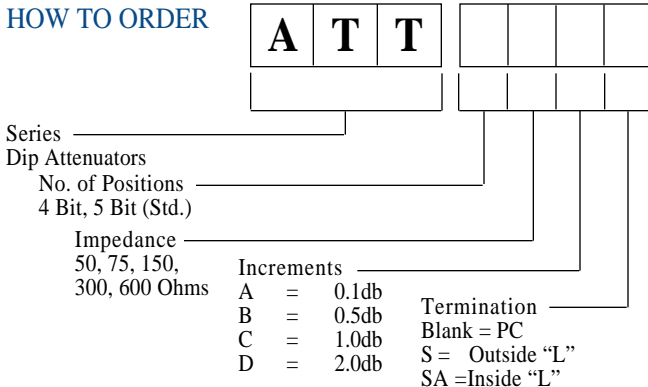 HOW TO ORDER
A T T
Series
Dip Attenuators
No. of Positions
4 Bit, 5 Bit (Std.)
Impedance
50, 75, 150,
300, 600 Ohms
Increments
A = 0.1db
B = 0.5db
C = 1.0db
D = 2.0db
Termination
Blank = PC
S = Outside “L”
SA =Inside “L”